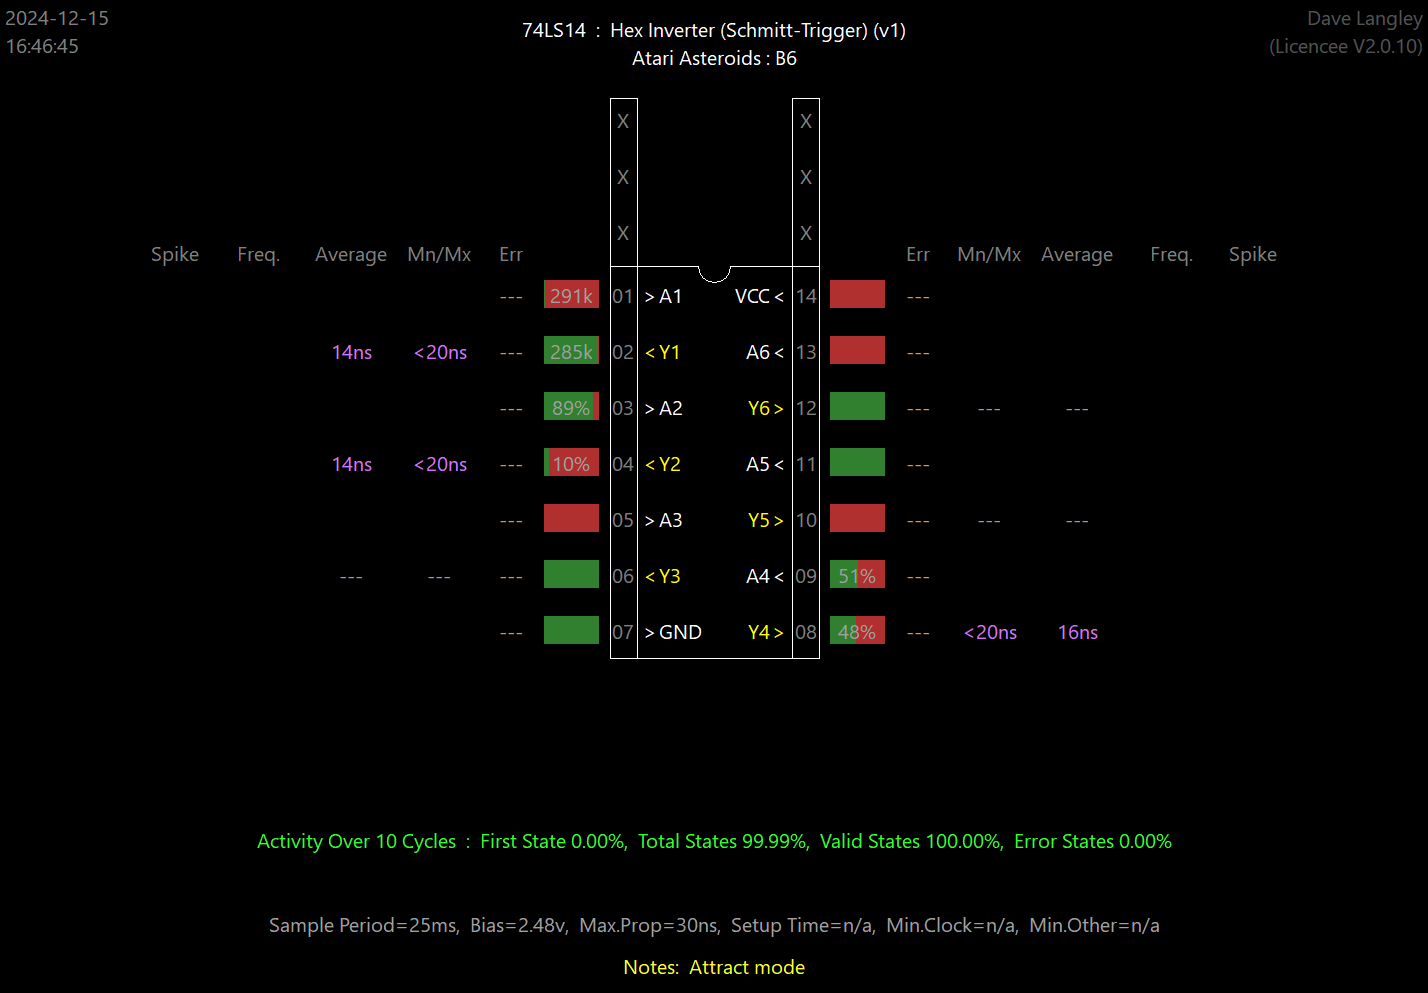 2024-12-15
16:46:45
74LS14 : Hex Inverter (Schmitt-Trigger) (v1)
Atari Asteroids : B6
Dave Langley
(Licencee V2.0.10)
X X
X X
X X
Spike Freq. Average Mn/Mx Err Err Mn/Mx Average Freq. Spike
--- 291k 01 > A1 VCC < 14 ---
14ns <20ns --- 285k 02 < Y1 A6 < 13 ---
--- 89% 03 > A2 Y6 > 12 --- --- ---
14ns <20ns --- 10% 04 < Y2 A5 < 11 ---
--- 05 > A3 Y5 > 10 --- --- ---
--- --- --- 06 < Y3 A4 < 09 51% ---
--- 07 > GND Y4 > 08 48% --- <20ns 16ns
Activity Over 10 Cycles : First State 0.00%, Total States 99.99%, Valid States 100.00%, Error States 0.00%
Sample Period=25ms, Bias=2.48v, Max.Prop=30ns, Setup Time=n/a, Min.Clock=n/a, Min.Other=n/a
Notes: Attract mode